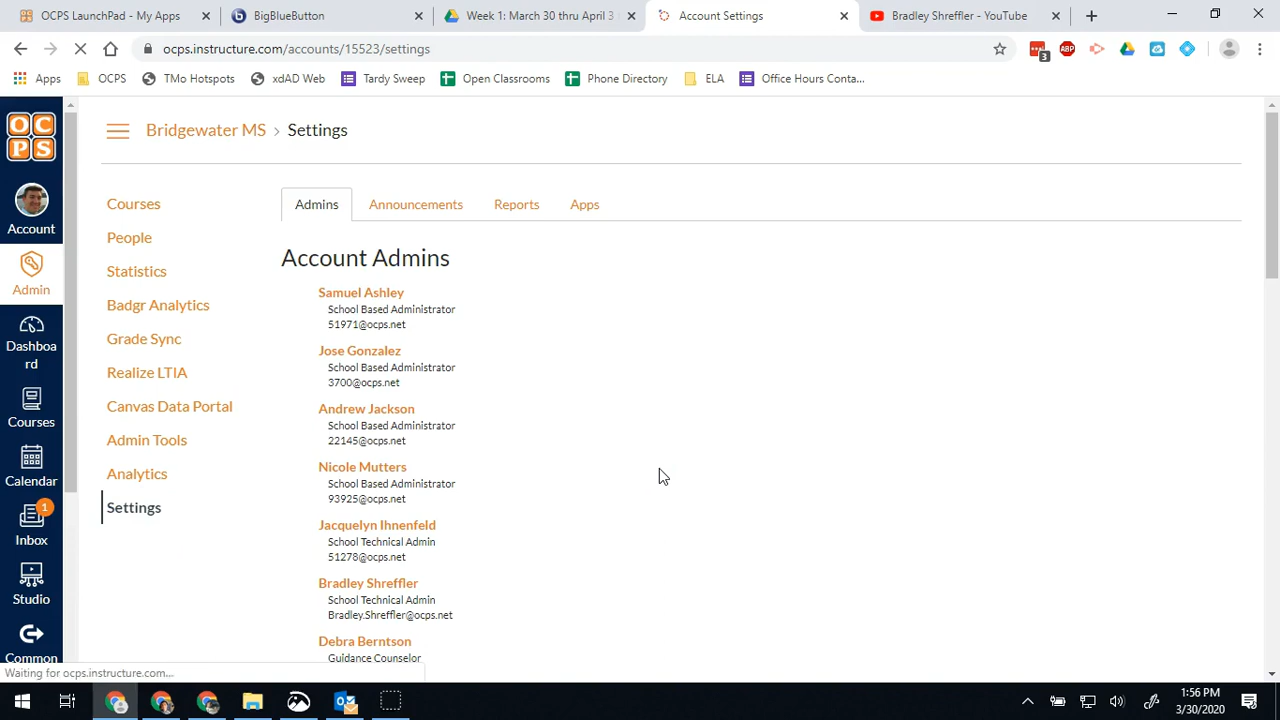 OCPS LaunchPad - My Apps
BigBlueButton
Week 1: March 30 thru April 3
Account Settings
Bradley Shreffler - YouTube
ocps.instructure.com/accounts/15523/settings
3
ABP
Apps
OCPS
TMo Hotspots
xdAD Web
Tardy Sweep
Open Classrooms
Phone Directory
ELA
Office Hours Conta...
OC
PS
Account
Admin
Dashboa
rd
Courses
Calendar
1
Inbox
Studio
Common
Bridgewater MS > Settings
Courses
People
Statistics
Badgr Analytics
Grade Sync
Realize LTIA
Canvas Data Portal
Admin Tools
Analytics
Settings
Admins
Announcements
Reports
Apps
Account Admins
Samuel Ashley
School Based Administrator
51971@ocps.net
Jose Gonzalez
School Based Administrator
3700@ocps.net
Andrew Jackson
School Based Administrator
22145@ocps.net
Nicole Mutters
School Based Administrator
93925@ocps.net
Jacquelyn Ihnenfeld
School Technical Admin
51278@ocps.net
Bradley Shreffler
School Technical Admin
Bradley.Shreffler@ocps.net
Debra Berntson
Guidance Counselor
Waiting for ocps.instructure.com...
1:56 PM
3/30/2020